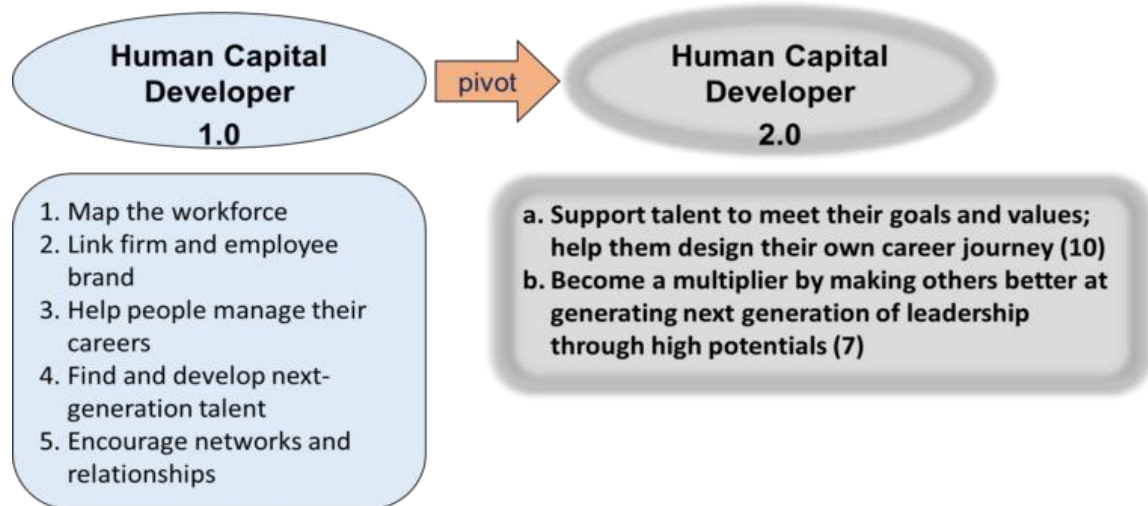 Human Capital
Developer
1.0
pivot
Human Capital
Developer
2.0
1. Map the workforce
2. Link firm and employee
brand
3. Help people manage their
careers
4. Find and develop next-
generation talent
5. Encourage networks and
relationships
a. Support talent to meet their goals and values;
help them design their own career journey (10)
b. Become a multiplier by making others better at
generating next generation of leadership
through high potentials (7)